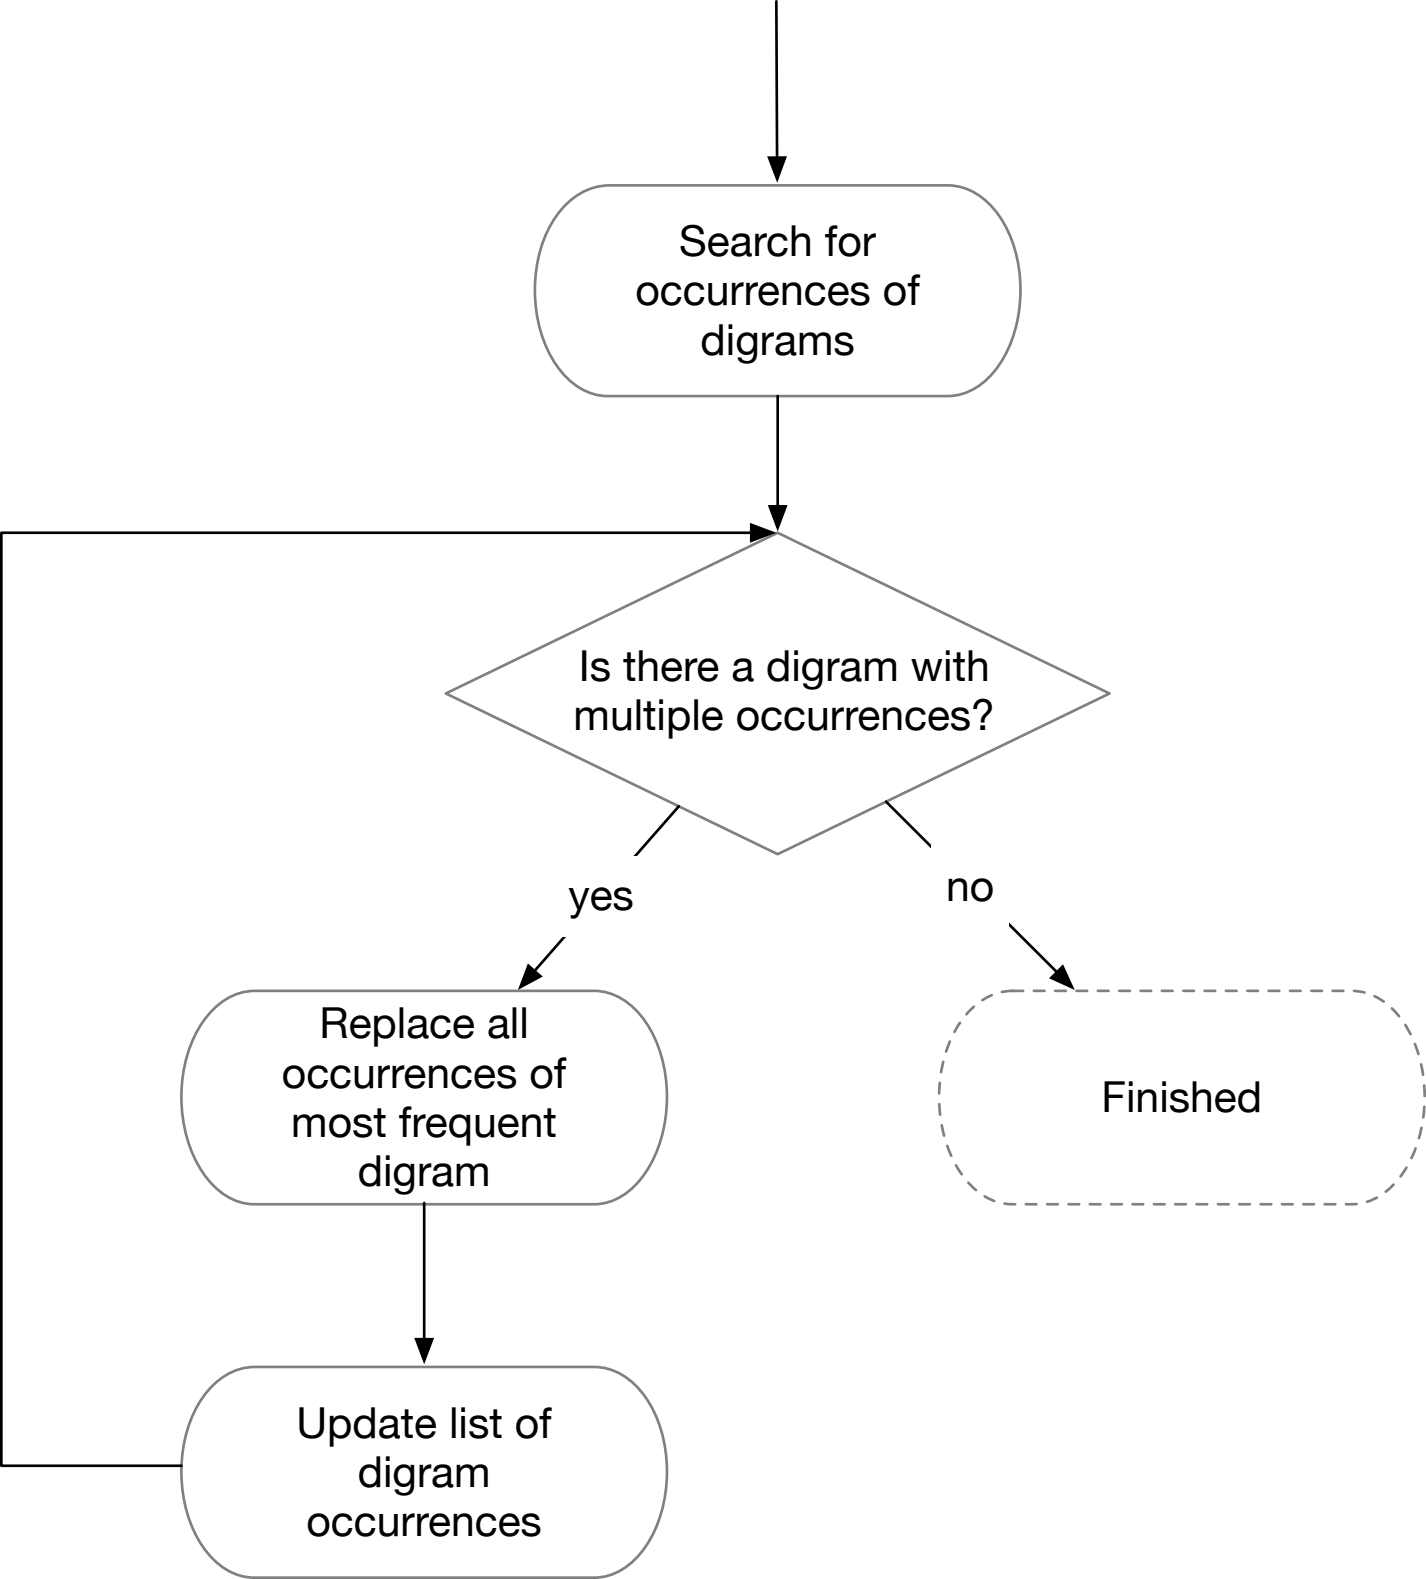 Search for
occurrences of
digrams
Is there a digram with
multiple occurrences?
yes
no
Replace all
occurrences of
most frequent
digram
Finished
Update list of
digram
occurrences